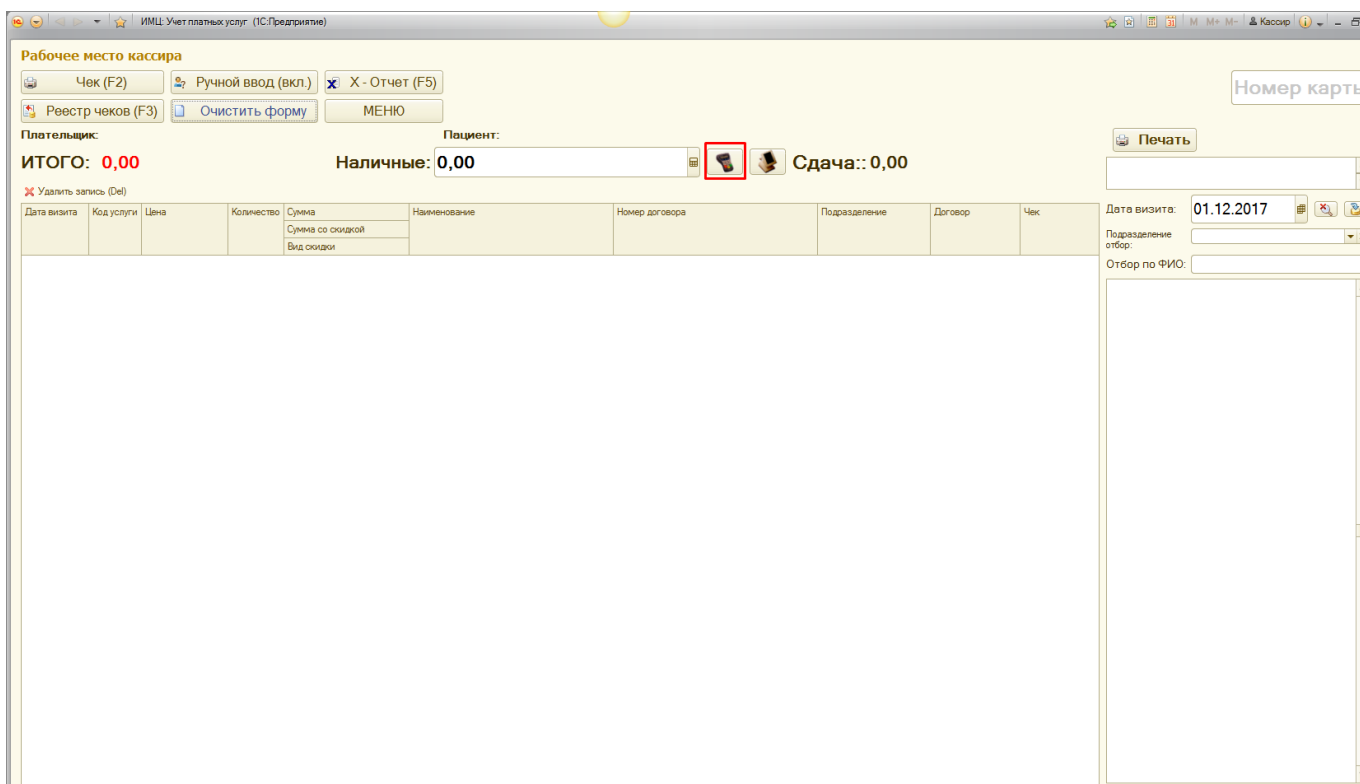 ИМЦ: Учет платных услуг (1С:Предприятие)
M M+ M- Кассир
Рабочее место кассира
Чек (F2) Ручной ввод (вкл.) X - Отчет (F5)
Номер карты
Реестр чеков (F3) Очистить форму МЕНЮ
Плательщик: Пациент:
Печать
ИТОГО: 0,00 Наличные: 0,00 Сдача:: 0,00
Удалить запись (Del)
Дата визита Код услуги Цена Количество Сумма Наименование Номер договора Подразделение Договор Чек
Сумма со скидкой
Вид скидки
Дата визита: 01.12.2017
Подразделение
отбор:
Отбор по ФИО: